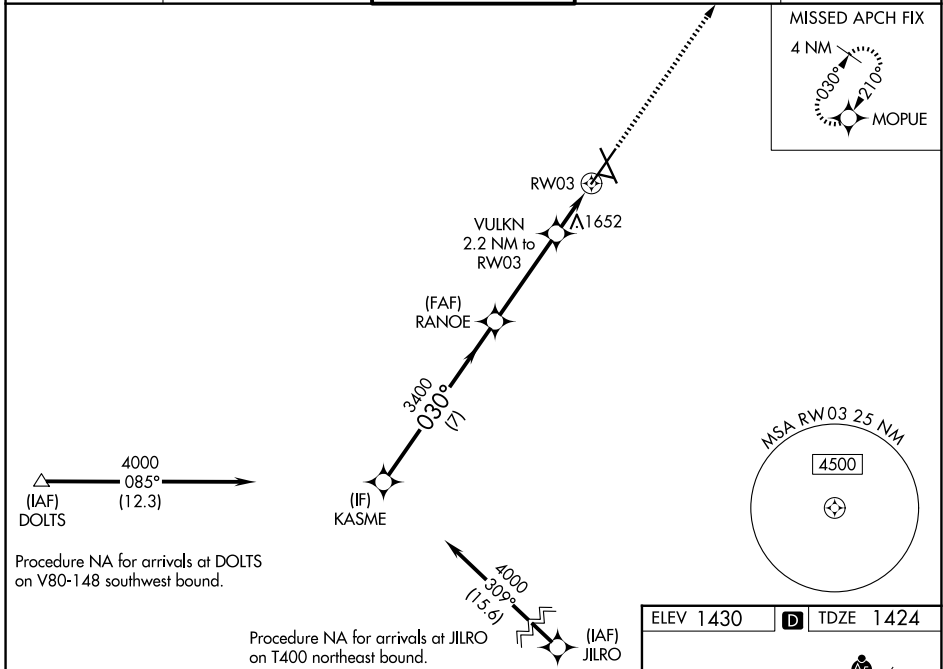 MISSED APCH FIX
4 NM
030°
210°
MOPUE
RW03
VULKN
2.2 NM to
RW03
1652
(FAF)
RANOE
3400
030°
(7)
MSA RW03 25 NM
4500
4000
085°
(12.3)
(IAF)
DOLTS
(IF)
KASME
Procedure NA for arrivals at DOLTS
on V80-148 southwest bound.
4000
309°
(15.6)
(IAF)
JILRO
Procedure NA for arrivals at JILRO
on T400 northeast bound.
ELEV 1430 D TDZE 1424